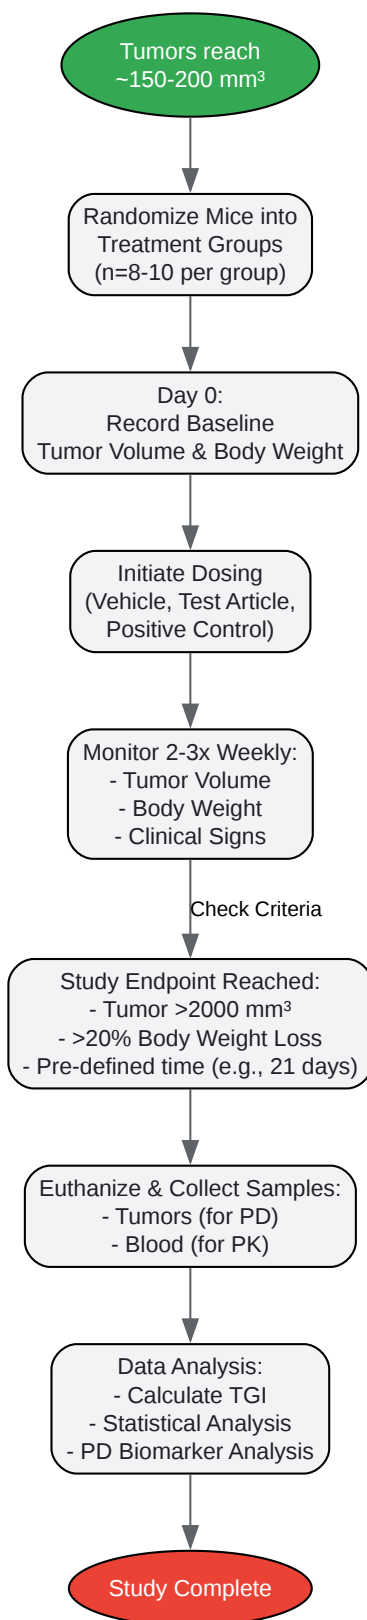 Tumors reach
~150-200 mm³
Randomize Mice into
Treatment Groups
(n=8-10 per group)
Day 0:
Record Baseline
Tumor Volume & Body Weight
Initiate Dosing
(Vehicle, Test Article,
Positive Control)
Monitor 2-3x Weekly:
- Tumor Volume
- Body Weight
- Clinical Signs
Check Criteria
Study Endpoint Reached:
- Tumor >2000 mm³
- >20% Body Weight Loss
- Pre-defined time (e.g., 21 days)
Euthanize & Collect Samples:
- Tumors (for PD)
- Blood (for PK)
Data Analysis:
- Calculate TGI
- Statistical Analysis
- PD Biomarker Analysis
Study Complete